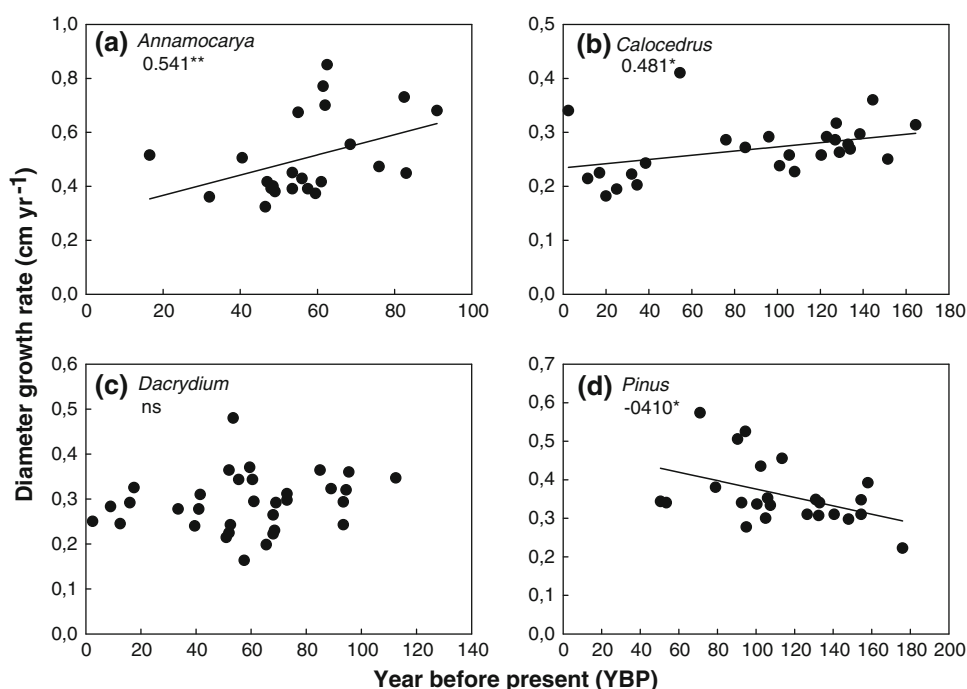 (a) Annamocarya
0.541**
1,0
0,8
0,6
0,4
0,2
0,0
0 20 40 60 80 100
(b) Calocedrus
0.481*
0,5
0,4
0,3
0,2
0,1
0,0
0 20 40 60 80 100 120 140 160 180
(c) Dacrydium
ns
0,6
0,5
0,4
0,3
0,2
0,1
0,0
0 20 40 60 80 100 120 140
(d) Pinus
-0410*
0,7
0,6
0,5
0,4
0,3
0,2
0,1
0,0
0 20 40 60 80 100 120 140 160 180 200
Diameter growth rate (cm yr⁻¹)
Year before present (YBP)